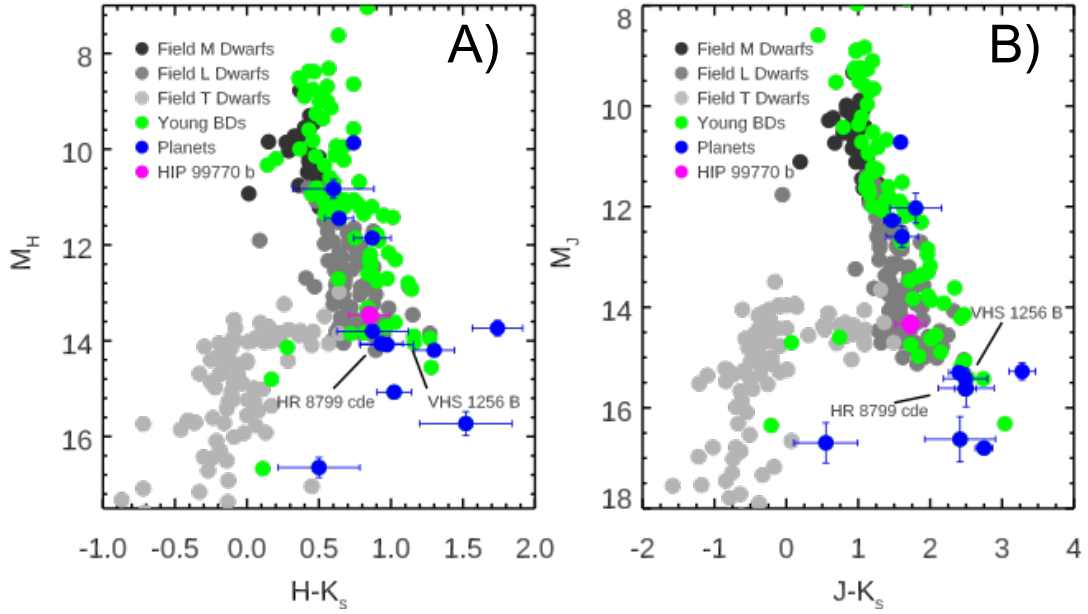 A)
8
10
12
14
16
M_H
Field M Dwarfs
Field L Dwarfs
Field T Dwarfs
Young BDs
Planets
HIP 99770 b
HR 8799 cde
VHS 1256 B
-1.0 -0.5 0.0 0.5 1.0 1.5 2.0
H-K_s
B)
8
10
12
14
16
18
M_J
Field M Dwarfs
Field L Dwarfs
Field T Dwarfs
Young BDs
Planets
HIP 99770 b
VHS 1256 B
HR 8799 cde
-2 -1 0 1 2 3 4
J-K_s